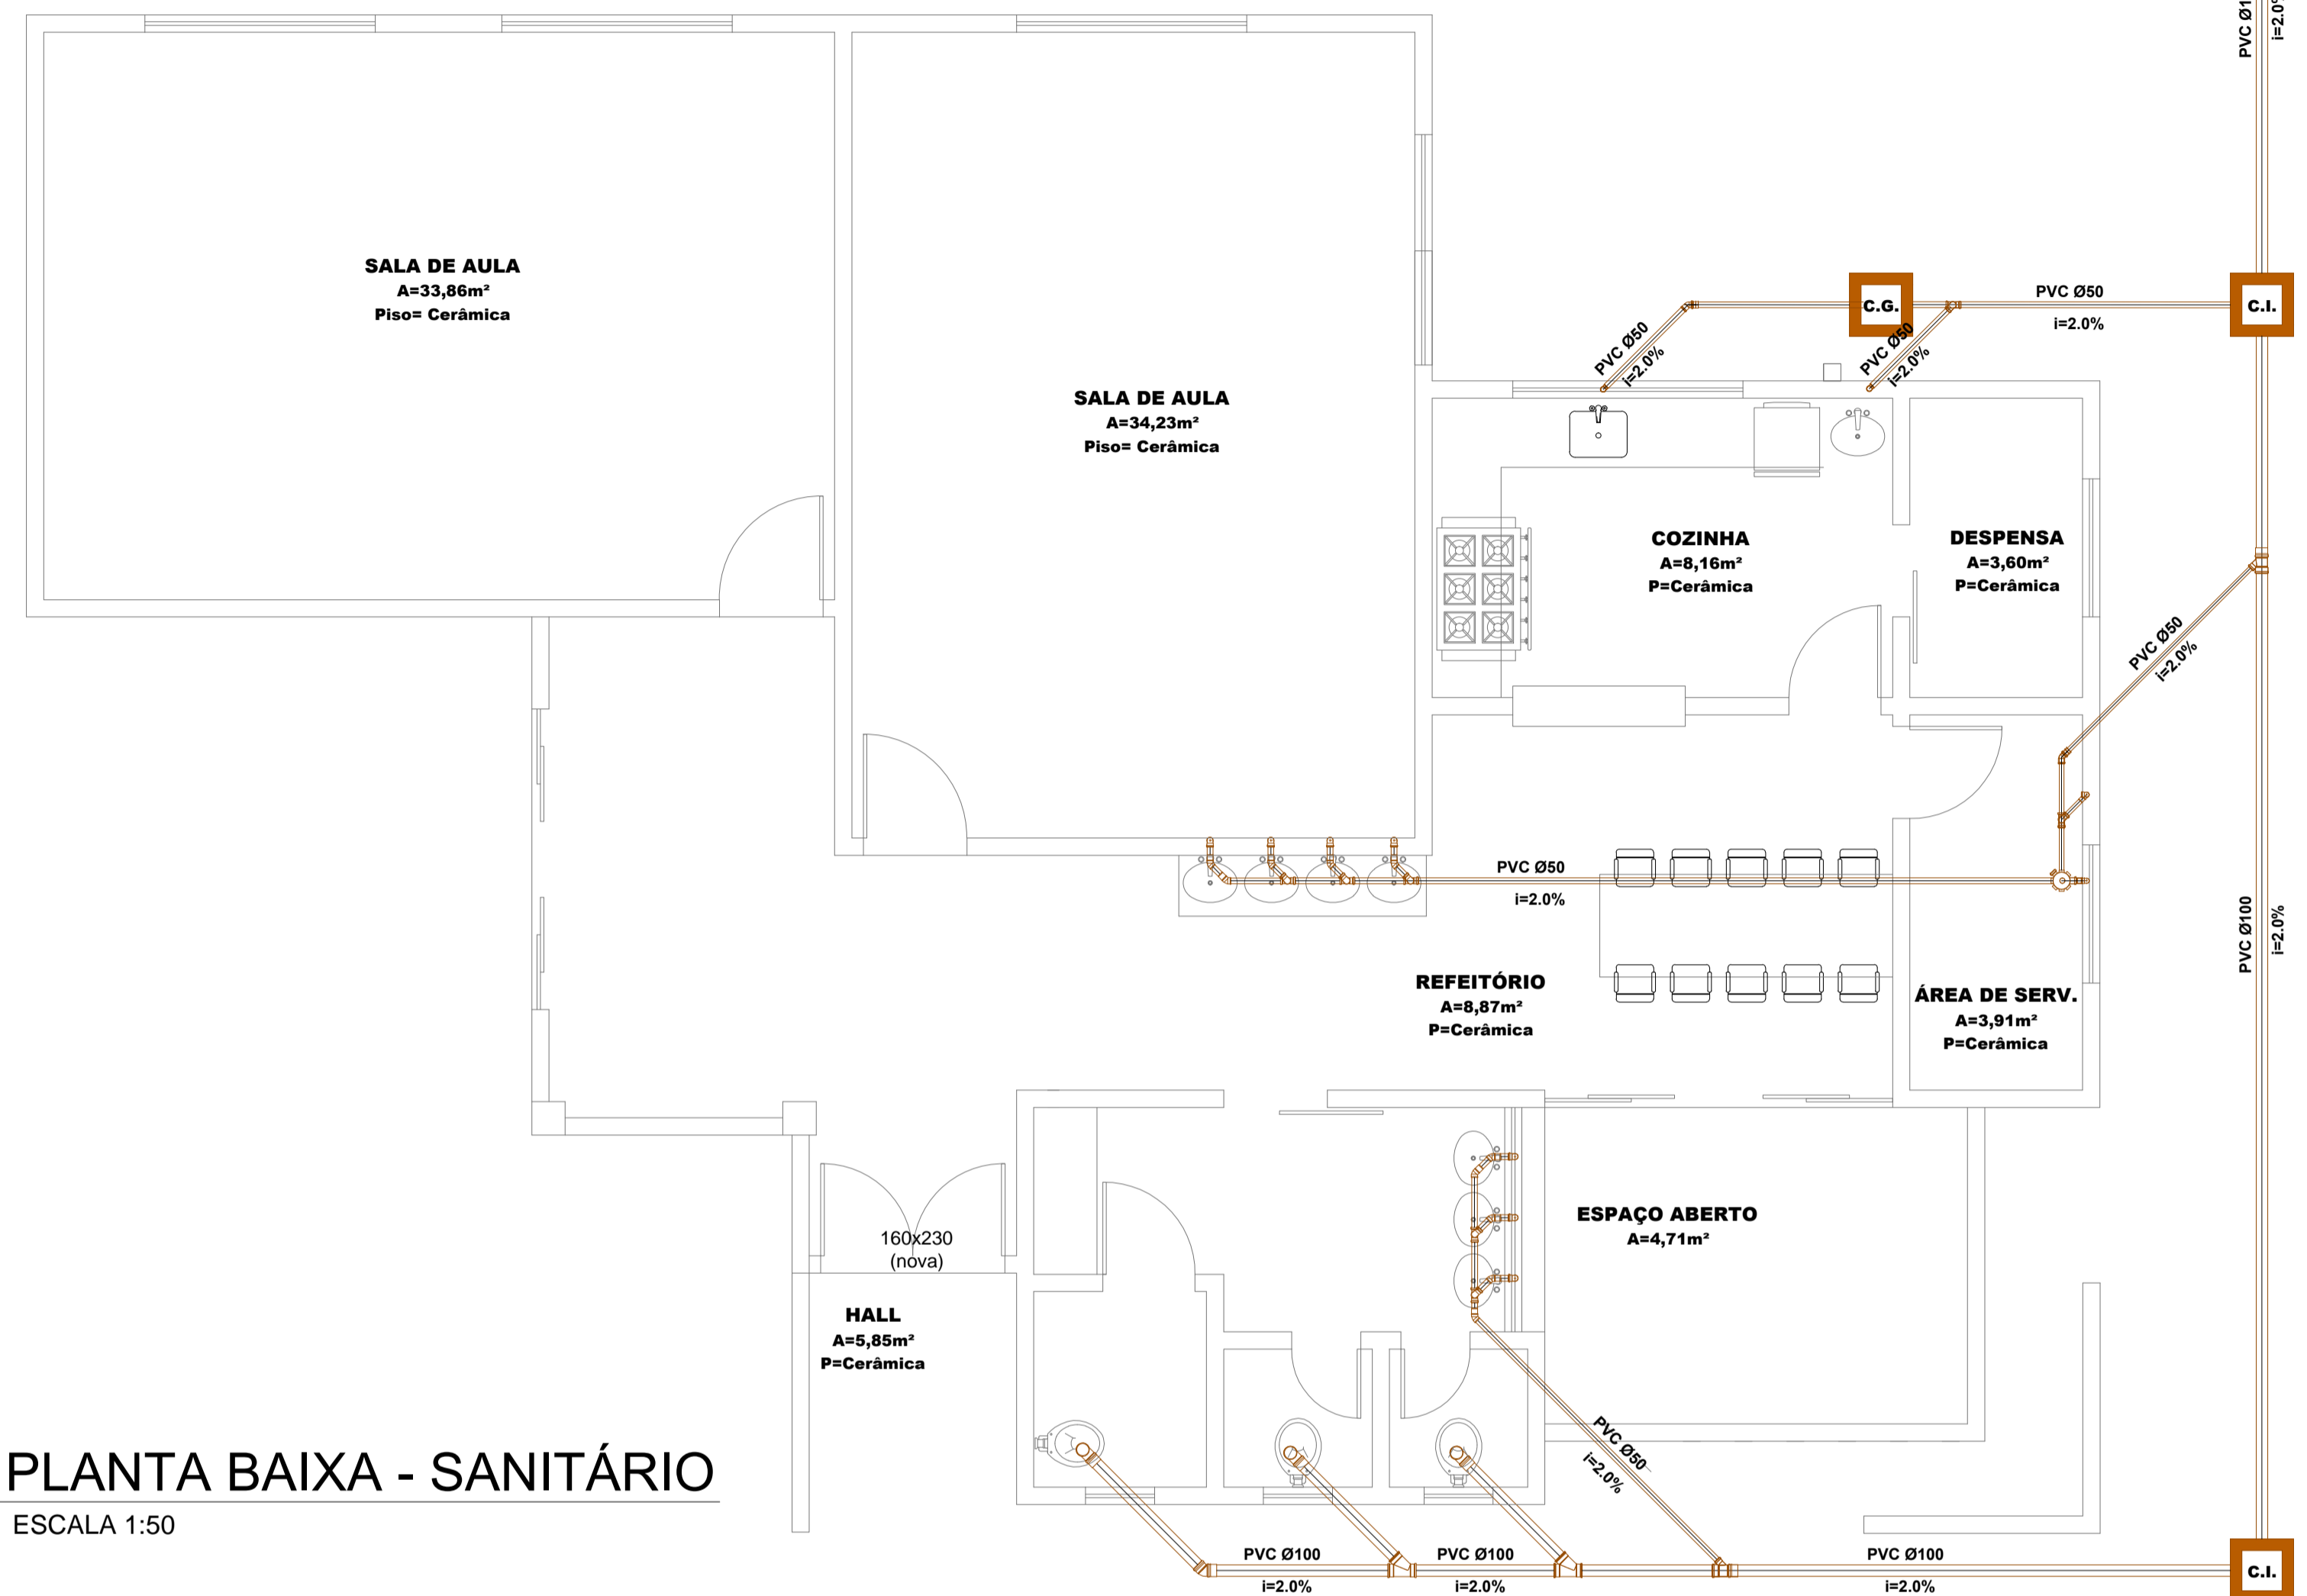 PVC Ø1
i=2.0%
SALA DE AULA
A=33,86m²
Piso= Cerâmica
C.G.
PVC Ø50
i=2.0%
C.I.
PVC Ø50
i=2.0%
PVC Ø50
i=2.0%
SALA DE AULA
A=34,23m²
Piso= Cerâmica
COZINHA
A=8,16m²
P=Cerâmica
DESPENSA
A=3,60m²
P=Cerâmica
PVC Ø50
i=2.0%
PVC Ø50
i=2.0%
PVC Ø100
i=2.0%
REFEITÓRIO
A=8,87m²
P=Cerâmica
ÁREA DE SERV.
A=3,91m²
P=Cerâmica
160x230
(nova)
ESPAÇO ABERTO
A=4,71m²
HALL
A=5,85m²
P=Cerâmica
PVC Ø50
i=2.0%
PLANTA BAIXA - SANITÁRIO
ESCALA 1:50
PVC Ø100
i=2.0%
PVC Ø100
i=2.0%
PVC Ø100
i=2.0%
C.I.